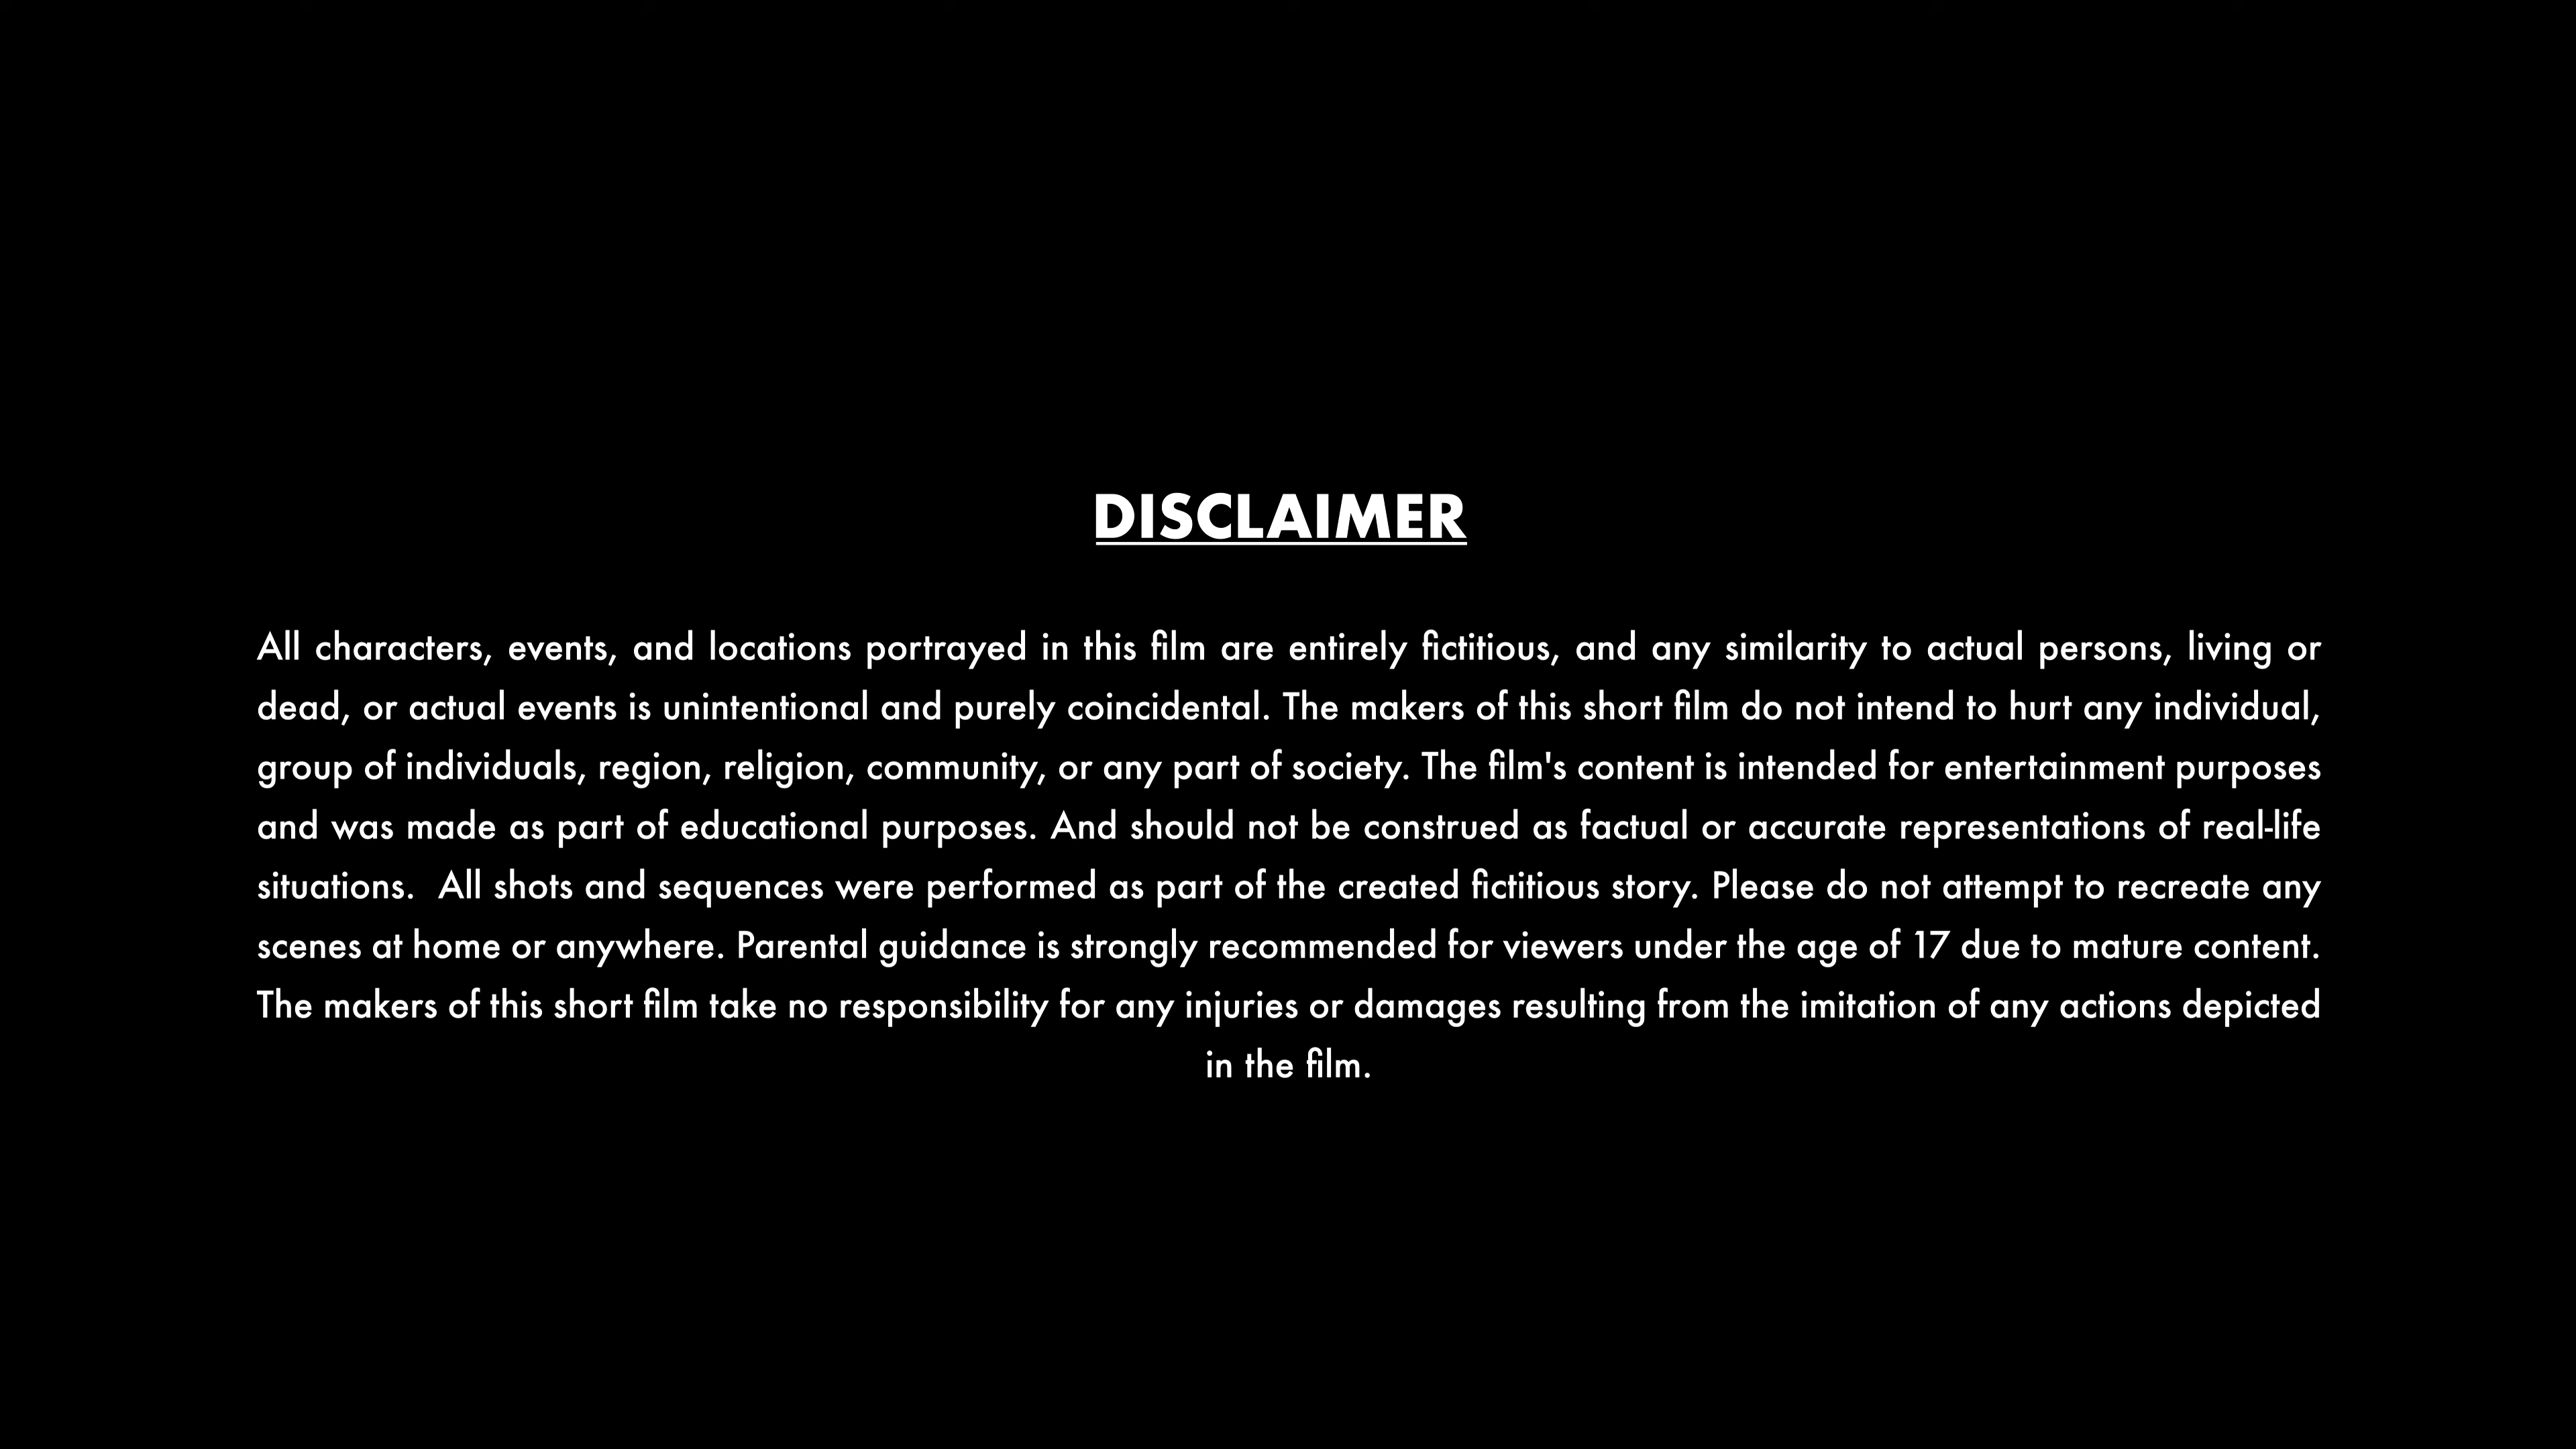 DISCLAIMER
All characters, events, and locations portrayed in this film are entirely fictitious, and any similarity to actual persons, living or
dead, or actual events is unintentional and purely coincidental. The makers of this short film do not intend to hurt any individual,
group of individuals, region, religion, community, or any part of society. The film's content is intended for entertainment purposes
and was made as part of educational purposes. And should not be construed as factual or accurate representations of real-life
situations.  All shots and sequences were performed as part of the created fictitious story. Please do not attempt to recreate any
scenes at home or anywhere. Parental guidance is strongly recommended for viewers under the age of 17 due to mature content.
The makers of this short film take no responsibility for any injuries or damages resulting from the imitation of any actions depicted
in the film.